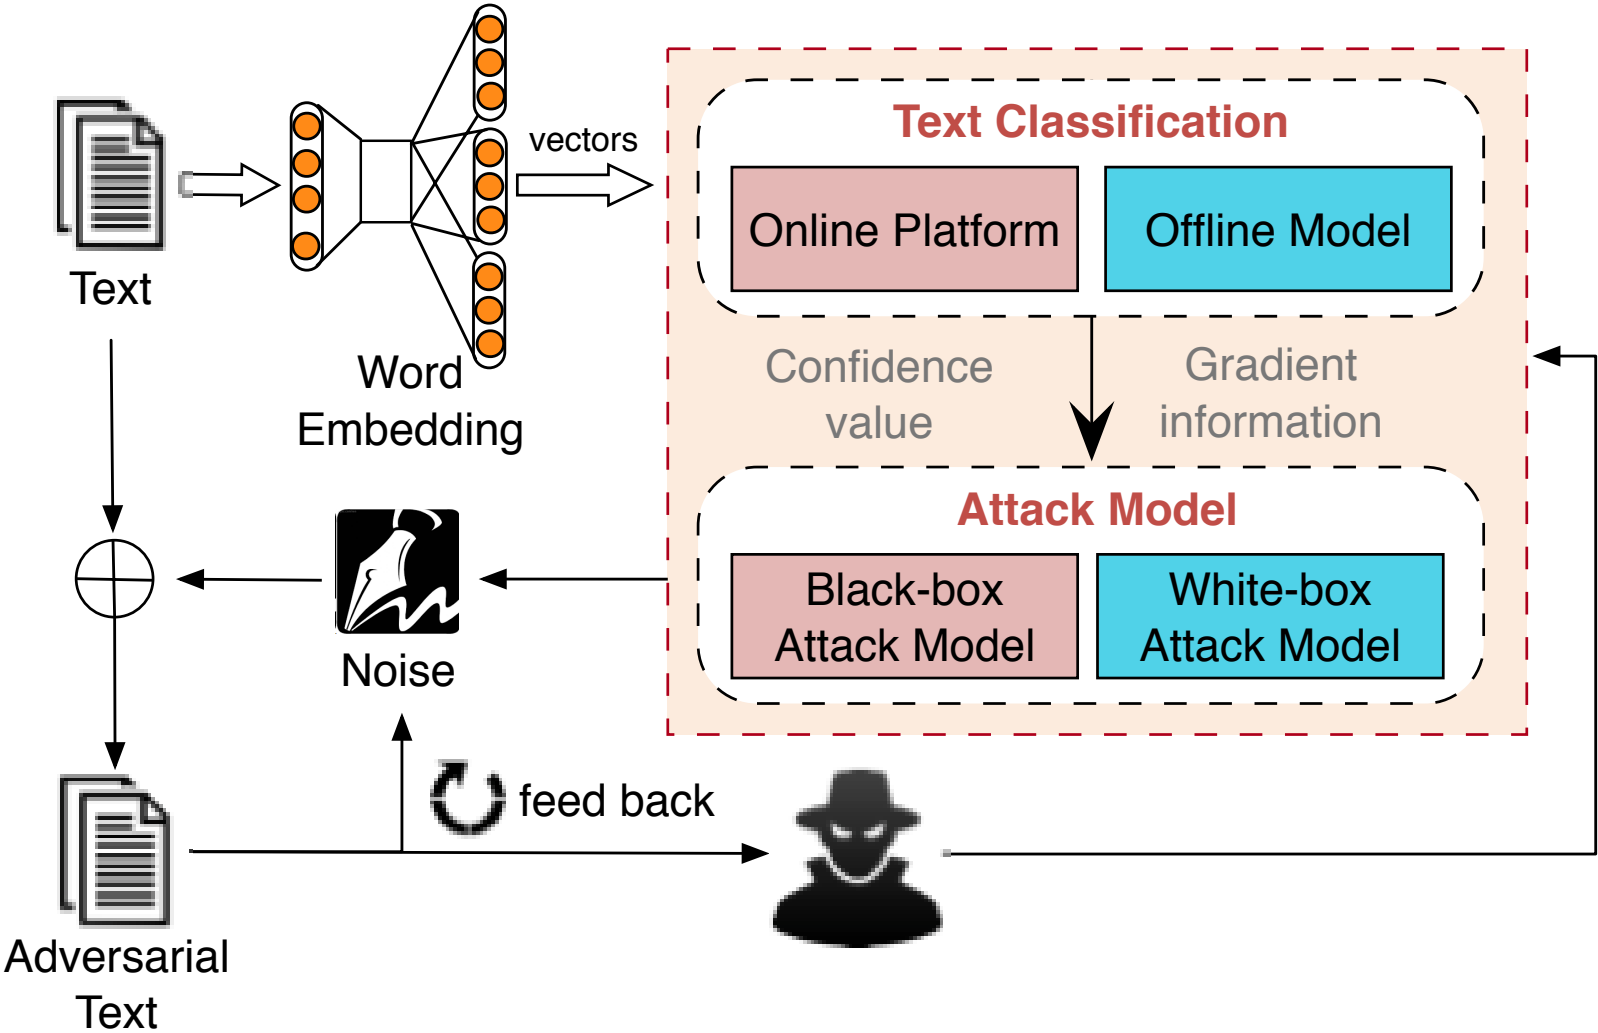 Text
Word
Embedding
vectors
Text Classification
Online Platform
Offline Model
Confidence
value
Gradient
information
Attack Model
Black-box
Attack Model
White-box
Attack Model
Noise
feed back
Adversarial
Text